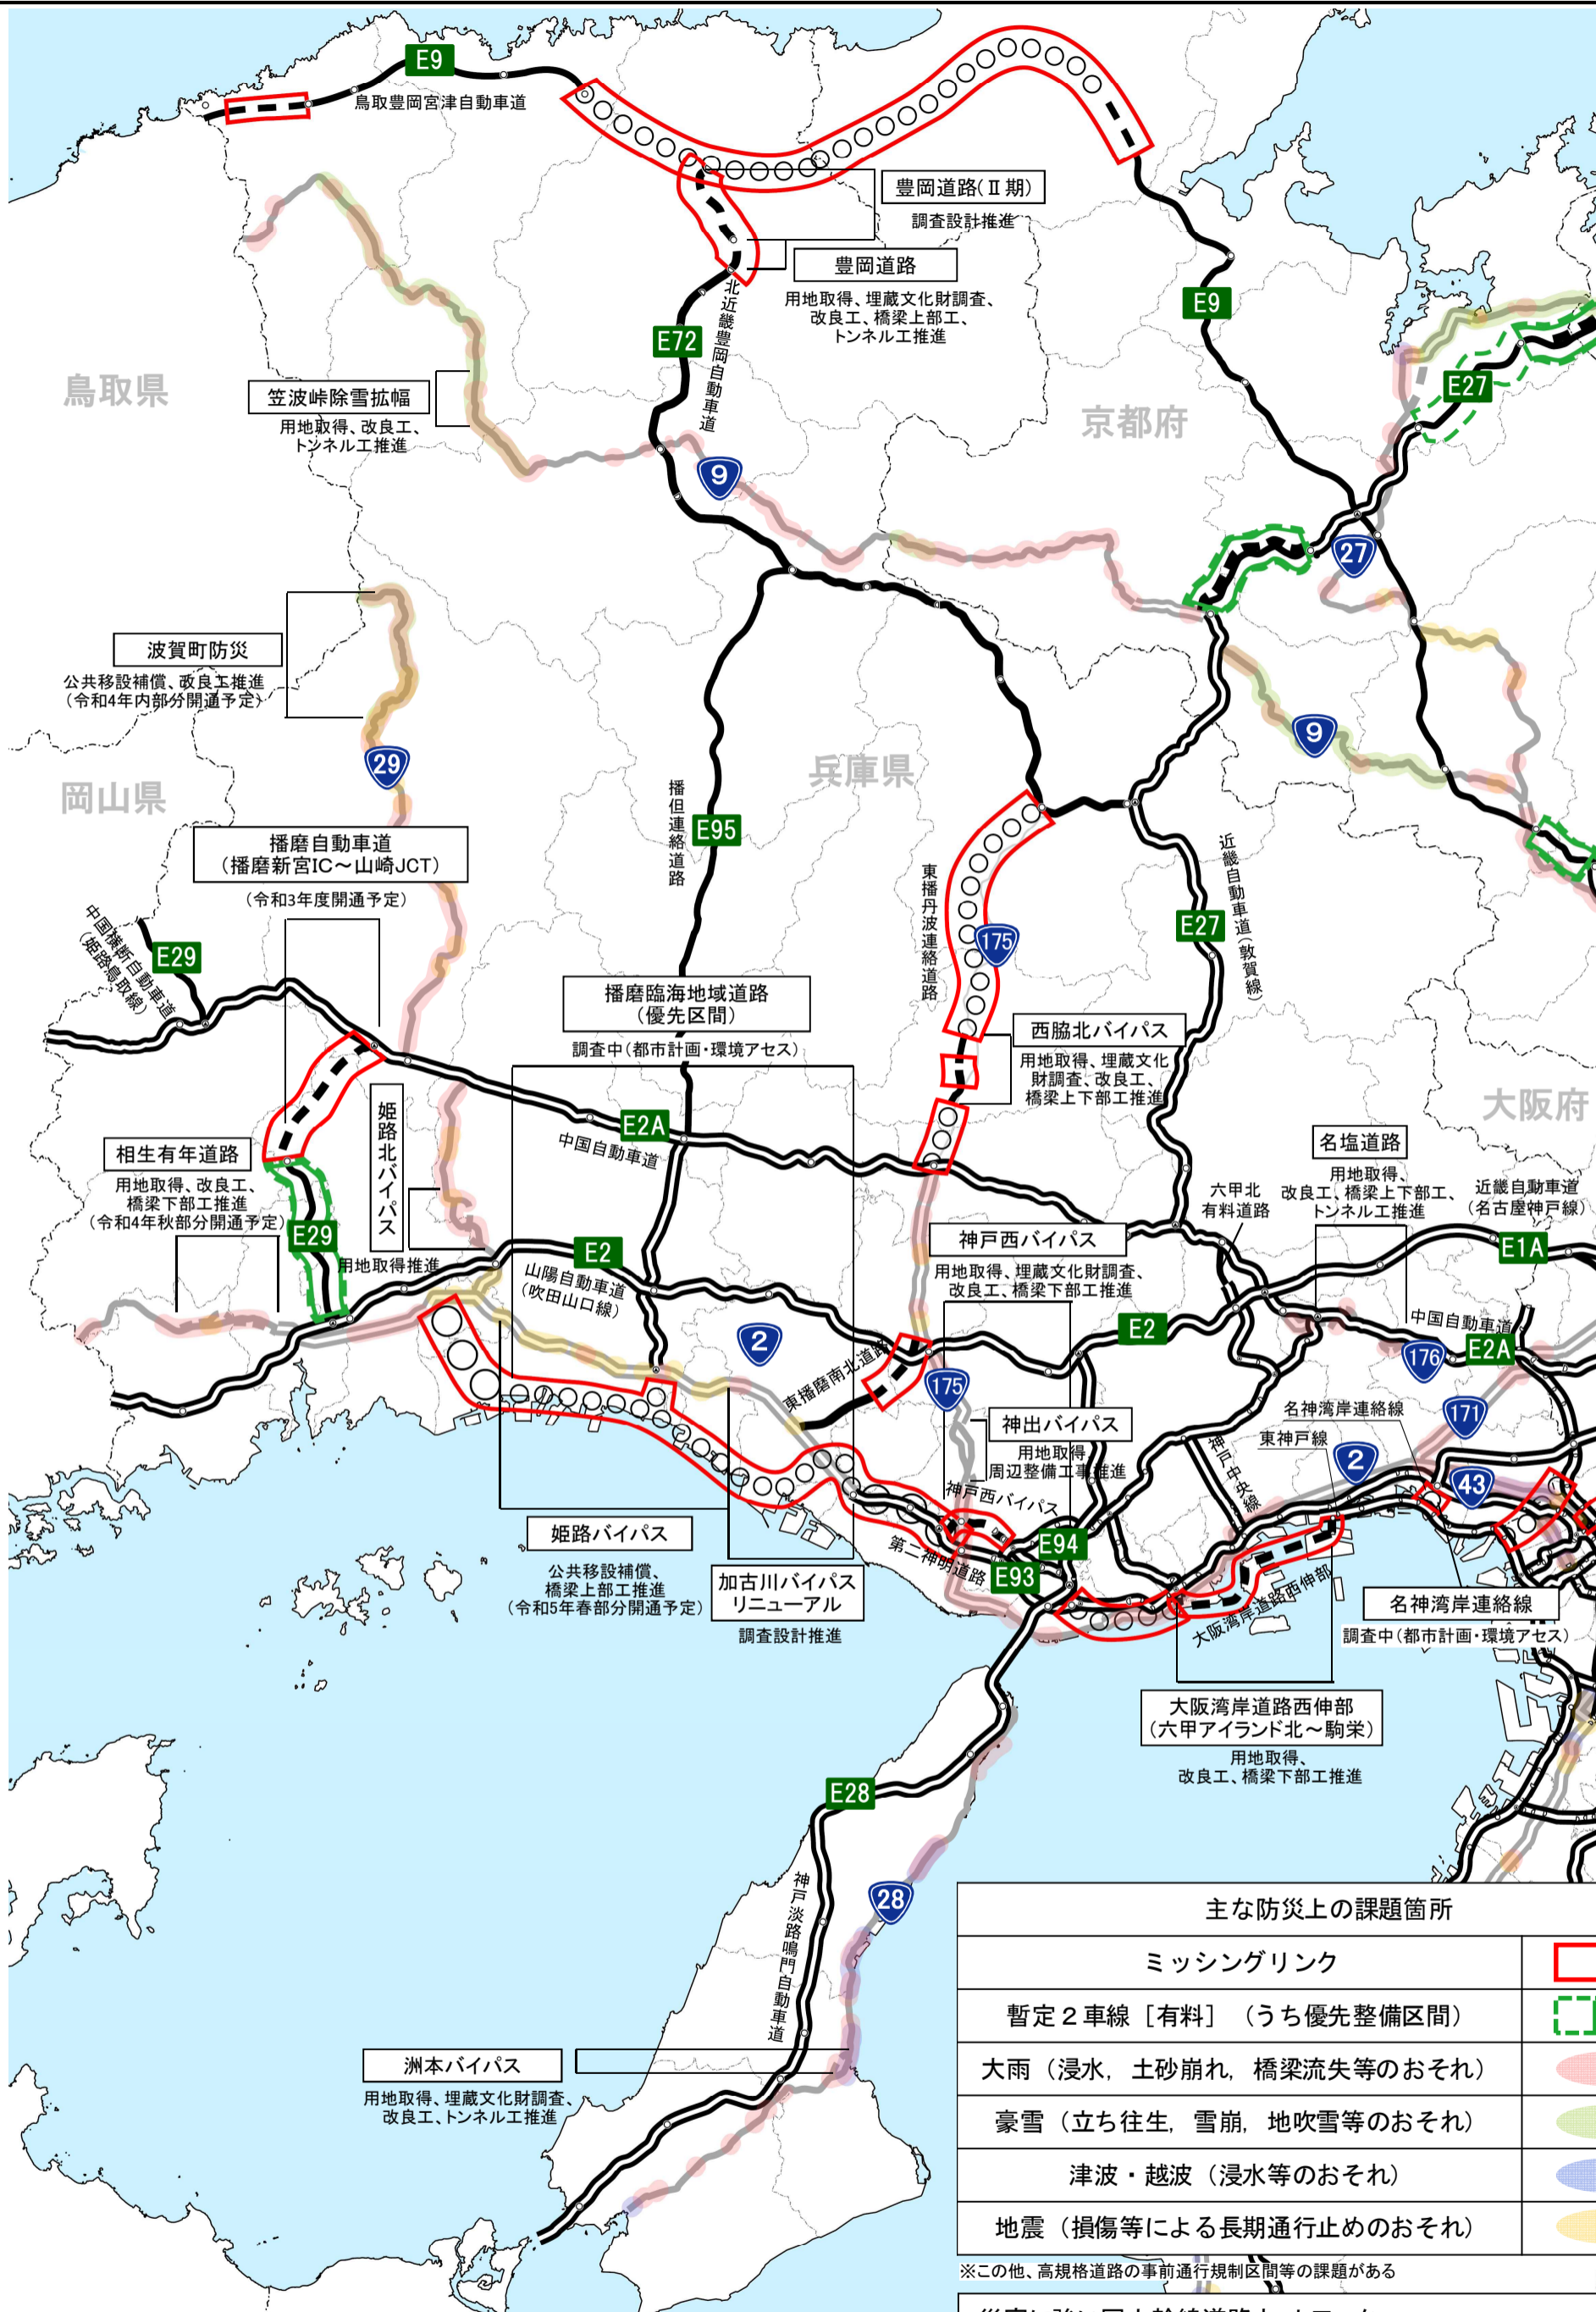 E9
鳥取豊岡宮津自動車道
豊岡道路(Ⅱ期)
調査設計推進
豊岡道路
用地取得、埋蔵文化財調査、
改良工、橋梁上部工、
トンネル工推進
北近畿豊岡自動車道
E72
E9
E27
鳥取県
笠波峠除雪拡幅
用地取得、改良工、
トンネル工推進
京都府
9
27
波賀町防災
公共移設補償、改良工推進
(令和4年内部分開通予定)
29
9
岡山県
兵庫県
播但連絡道路
E95
播磨自動車道
(播磨新宮IC～山崎JCT)
(令和3年度開通予定)
東播丹波連絡道路
175
近畿自動車道(敦賀線)
E27
中国横断自動車道
(姫路鳥取線)
E29
播磨臨海地域道路
(優先区間)
調査中(都市計画・環境アセス)
西脇北バイパス
用地取得、埋蔵文化
財調査、改良工、
橋梁上下部工推進
大阪府
姫路北バイパス
用地取得推進
E2A
中国自動車道
相生有年道路
用地取得、改良工、
橋梁下部工推進
(令和4年秋部分開通予定)
E29
名塩道路
用地取得、
改良工、橋梁上下部工、
トンネル工推進
六甲北
有料道路
近畿自動車道
(名古屋神戸線)
E1A
神戸西バイパス
用地取得、埋蔵文化財調査、
改良工、橋梁下部工推進
E2
山陽自動車道
(吹田山口線)
E2
中国自動車道
E2A
2
176
東播磨南北道路
175
神出バイパス
用地取得、
周辺整備工事推進
名神湾岸連絡線
171
東神戸線
2
神戸中央線
43
神戸西バイパス
姫路バイパス
公共移設補償、
橋梁上部工推進
(令和5年春部分開通予定)
第二神明道路
E94
E93
加古川バイパス
リニューアル
調査設計推進
大阪湾岸道路西伸部
名神湾岸連絡線
調査中(都市計画・環境アセス)
大阪湾岸道路西伸部
(六甲アイランド北～駒栄)
用地取得、
改良工、橋梁下部工推進
E28
神戸淡路鳴門自動車道
28
洲本バイパス
用地取得、埋蔵文化財調査、
改良工、トンネル工推進
主な防災上の課題箇所
ミッシングリンク
暫定２車線［有料］（うち優先整備区間）
大雨（浸水，土砂崩れ，橋梁流失等のおそれ）
豪雪（立ち往生，雪崩，地吹雪等のおそれ）
津波・越波（浸水等のおそれ）
地震（損傷等による長期通行止めのおそれ）
※この他、高規格道路の事前通行規制区間等の課題がある